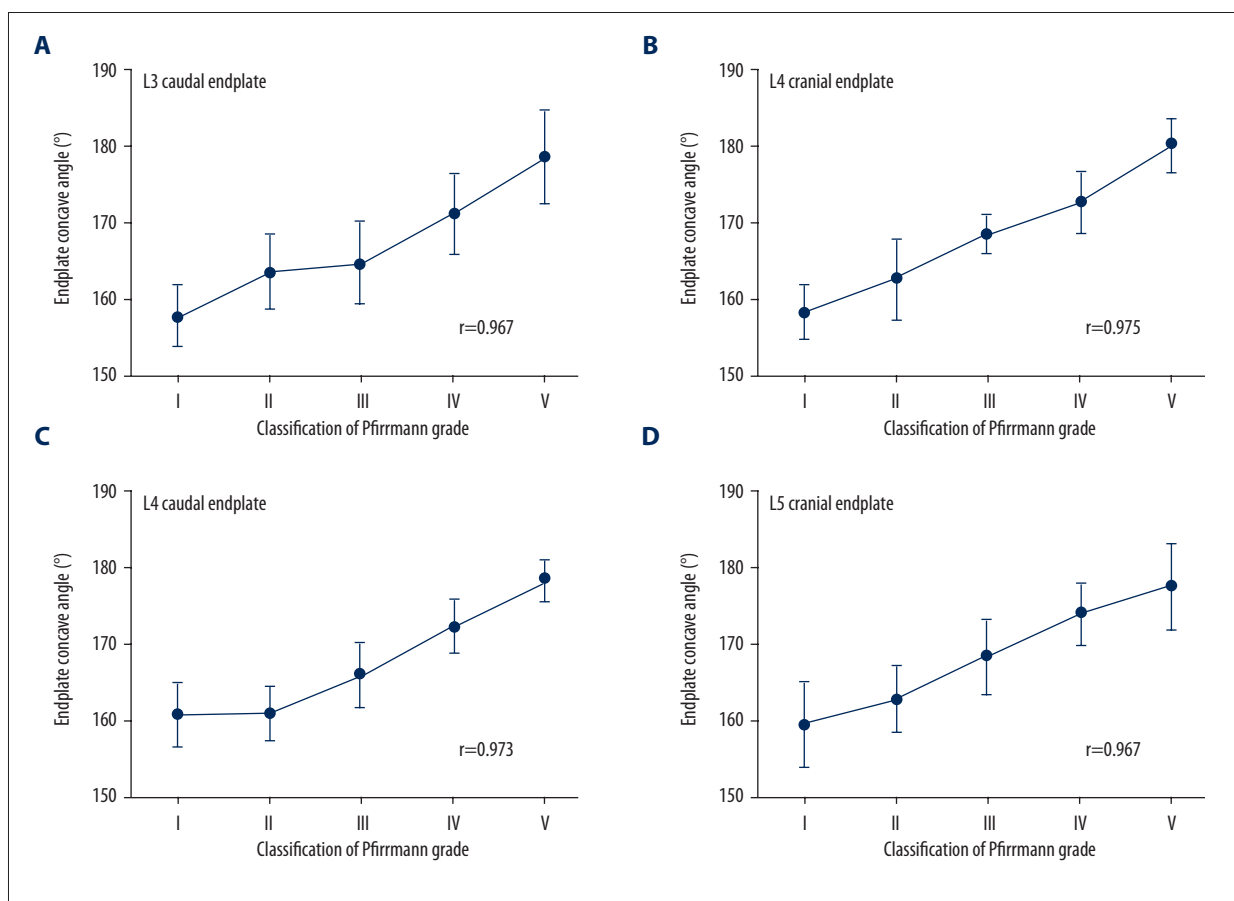 A
L3 caudal endplate
Endplate concave angle (°)
190
180
170
160
150
r=0.967
I II III IV V
Classification of Pfirrmann grade
B
L4 cranial endplate
Endplate concave angle (°)
190
180
170
160
150
r=0.975
I II III IV V
Classification of Pfirrmann grade
C
L4 caudal endplate
Endplate concave angle (°)
190
180
170
160
150
r=0.973
I II III IV V
Classification of Pfirrmann grade
D
L5 cranial endplate
Endplate concave angle (°)
190
180
170
160
150
r=0.967
I II III IV V
Classification of Pfirrmann grade